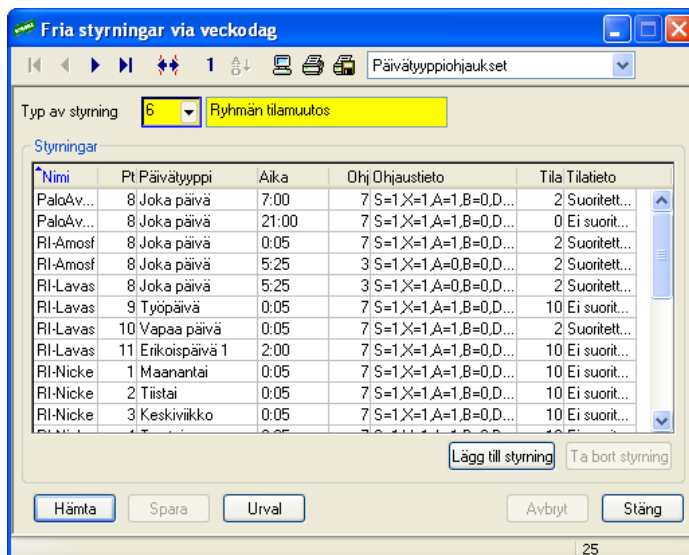 Fria styrningar via veckodag
1 Päivätyyppiohjaukset
Typ av styrning 6 Ryhmän tilamuutos
Styrningar
Nimi Pt Päivätyyppi Aika Ohj Ohjaustieto Tila Tilatieto
PaloAv... 8 Joka päivä 7:00 7 S=1,X=1,A=1,B=0,D... 2 Suoritett...
PaloAv... 8 Joka päivä 21:00 7 S=1,X=1,A=1,B=0,D... 0 Ei suorit...
RI-Amosf 8 Joka päivä 0:05 7 S=1,X=1,A=1,B=0,D... 2 Suoritett...
RI-Amosf 8 Joka päivä 5:25 3 S=1,X=1,A=0,B=0,D... 2 Suoritett...
RI-Lavas 8 Joka päivä 5:25 3 S=1,X=1,A=0,B=0,D... 2 Suoritett...
RI-Lavas 9 Työpäivä 0:05 7 S=1,X=1,A=1,B=0,D... 10 Ei suorit...
RI-Lavas 10 Vapaa päivä 0:05 7 S=1,X=1,A=1,B=0,D... 2 Suoritett...
RI-Lavas 11 Erikoispäivä 1 2:00 7 S=1,X=1,A=1,B=0,D... 10 Ei suorit...
RI-Nicke 1 Maanantai 0:05 7 S=1,X=1,A=1,B=0,D... 10 Ei suorit...
RI-Nicke 2 Tiistai 0:05 7 S=1,X=1,A=1,B=0,D... 10 Ei suorit...
RI-Nicke 3 Keskiviikko 0:05 7 S=1,X=1,A=1,B=0,D... 10 Ei suorit...
Lägg till styrning Ta bort styrning
Hämta Spara Urval Avbryt Stäng
25